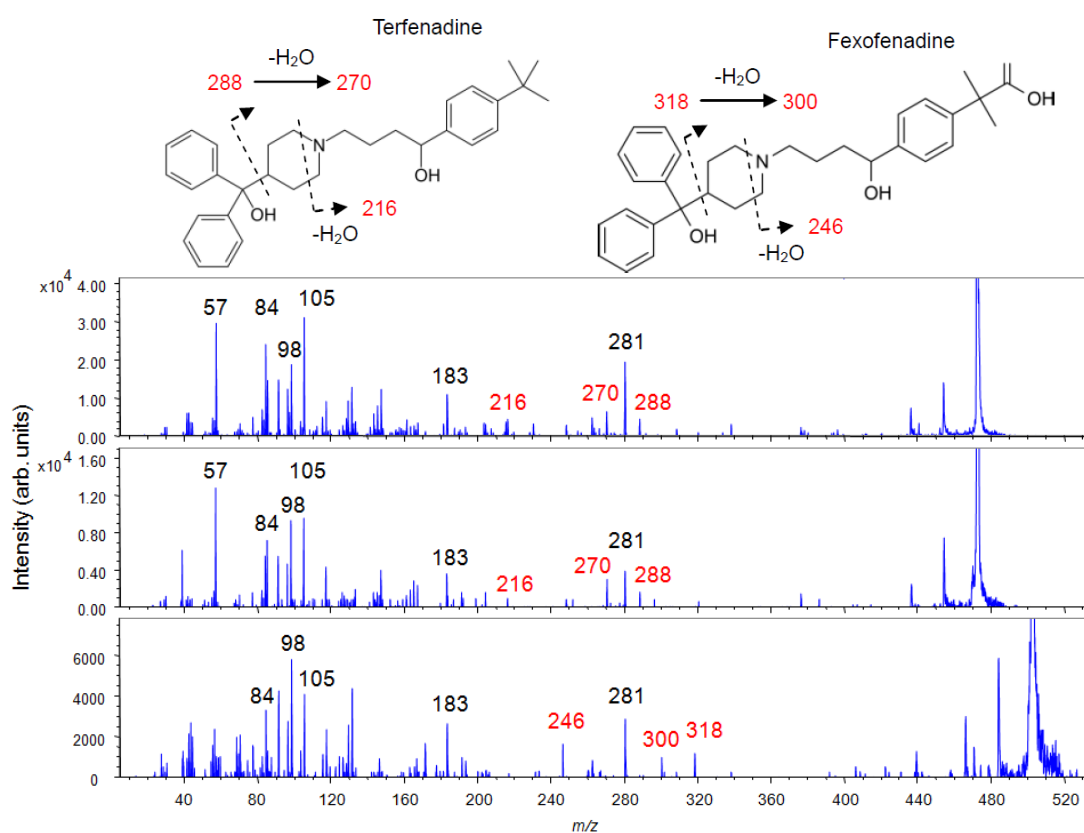 Terfenadine
Fexofenadine
-H₂O
288
270
N
OH
OH
216
-H₂O
-H₂O
318
300
N
OH
OH
OH
246
-H₂O
Intensity (arb. units)
x10⁴
4.00
3.00
2.00
1.00
0.00
57
84
98
105
183
216
270
281
288
x10⁴
1.60
1.20
0.80
0.40
0.00
57
84
98
105
183
216
270
281
288
6000
4000
2000
0
84
98
105
183
246
281
300
318
40 80 120 160 200 240 280 320 360 400 440 480 520
m/z